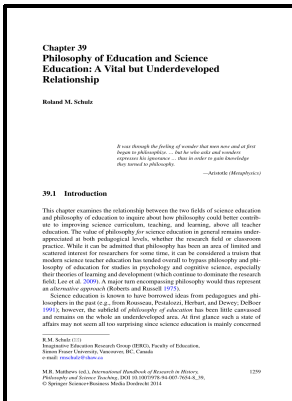 Chapter 39
Philosophy of Education and Science
Education: A Vital but Underdeveloped
Relationship
Roland M. Schulz
It was through the feeling of wonder that men now and at first
began to philosophize. ... but he who asks and wonders
expresses his ignorance ... thus in order to gain knowledge
they turned to philosophy.
—Aristotle (Metaphysics)
39.1 Introduction
This chapter examines the relationship between the two fields of science education
and philosophy of education to inquire about how philosophy could better contrib-
ute to improving science curriculum, teaching, and learning, above all teacher
education. The value of philosophy for science education in general remains under-
appreciated at both pedagogical levels, whether the research field or classroom
practice. While it can be admitted that philosophy has been an area of limited and
scattered interest for researchers for some time, it can be considered a truism that
modern science teacher education has tended overall to bypass philosophy and phi-
losophy of education for studies in psychology and cognitive science, especially
their theories of learning and development (which continue to dominate the research
field; Lee et al. 2009). A major turn encompassing philosophy would thus represent
an alternative approach (Roberts and Russell 1975).
Science education is known to have borrowed ideas from pedagogues and phi-
losophers in the past (e.g., from Rousseau, Pestalozzi, Herbart, and Dewey; DeBoer
1991); however, the subfield of philosophy of education has been little canvassed
and remains on the whole an underdeveloped area. At first glance such a state of
affairs may not seem all too surprising since science education is mainly concerned
R.M. Schulz (✉)
Imaginative Education Research Group (IERG), Faculty of Education,
Simon Fraser University, Vancouver, BC, Canada
e-mail:
M.R. Matthews (ed.), International Handbook of Research in History,
Philosophy and Science Teaching, DOI 10.1007/978-94-007-7654-8_39,
© Springer Science+Business Media Dordrecht 2014
1259